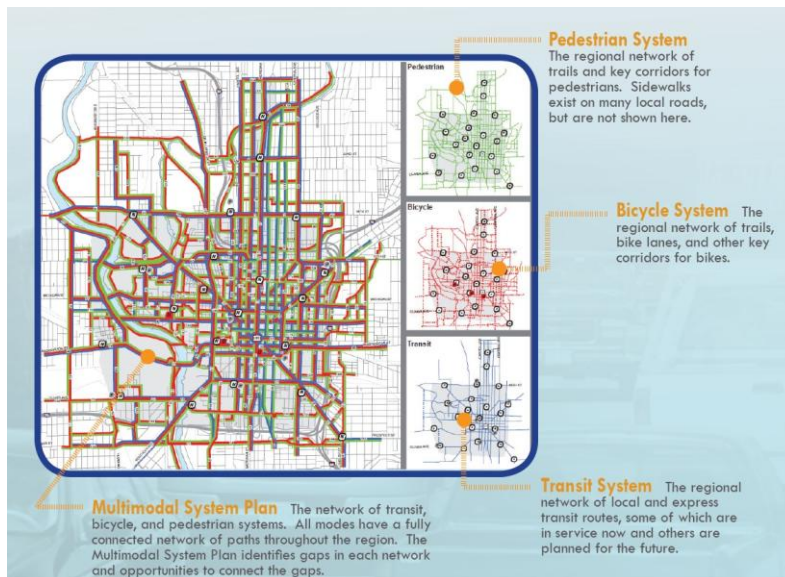 Pedestrian System
The regional network of
trails and key corridors for
pedestrians. Sidewalks
exist on many local roads,
but are not shown here.
Pedestrian
Bicycle
Bicycle System The
regional network of trails,
bike lanes, and other key
corridors for bikes.
Transit
Transit System The regional
network of local and express
transit routes, some of which are
in service now and others are
planned for the future.
Multimodal System Plan The network of transit,
bicycle, and pedestrian systems. All modes have a fully
connected network of paths throughout the region. The
Multimodal System Plan identifies gaps in each network
and opportunities to connect the gaps.